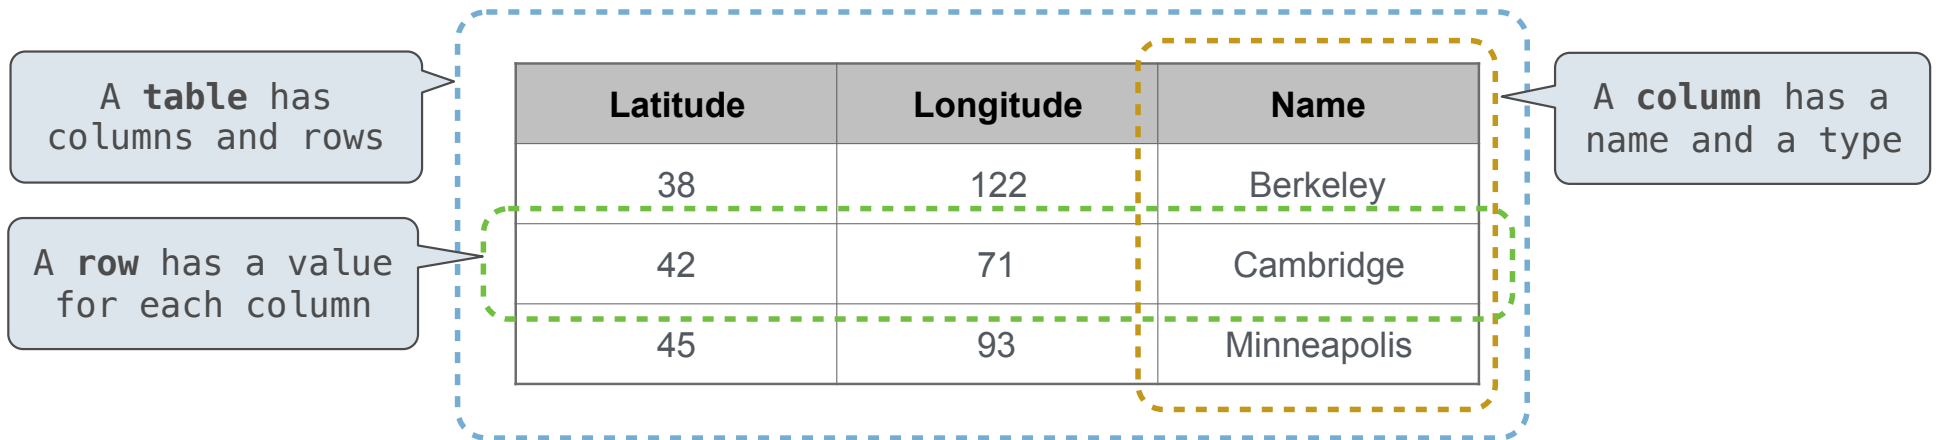 A table has
columns and rows
A row has a value
for each column
Latitude Longitude Name
38 122 Berkeley
42 71 Cambridge
45 93 Minneapolis
A column has a
name and a type